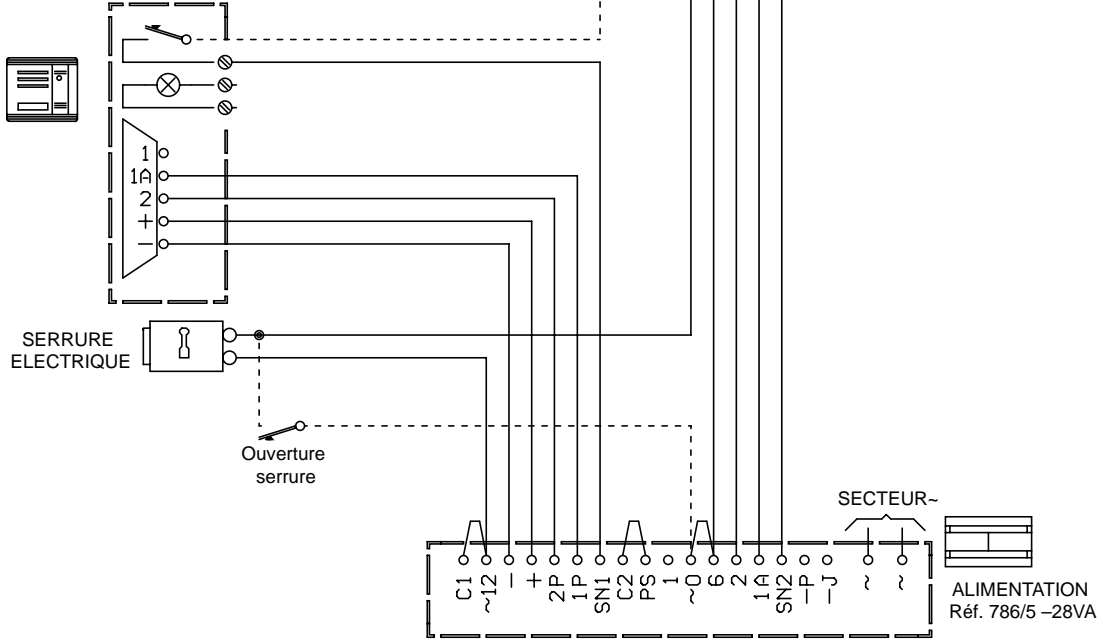 1
1A
2
+
−
SERRURE
ELECTRIQUE
Ouverture
serrure
SECTEUR~
C1
~12
−
+
2P
1P
SN1
C2
PS
1
~0
6
2
1A
SN2
−P
−J
~
~
ALIMENTATION
Réf. 786/5 –28VA